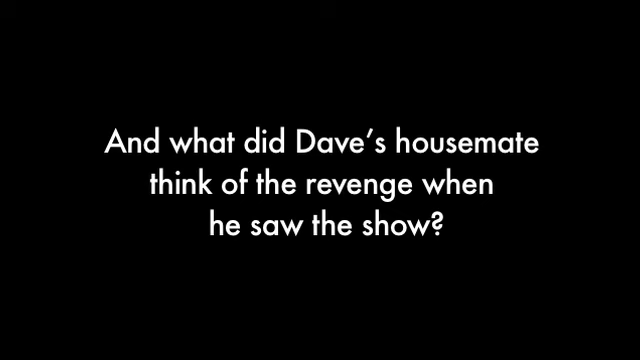 And what did Dave’s housemate
think of the revenge when
he saw the show?